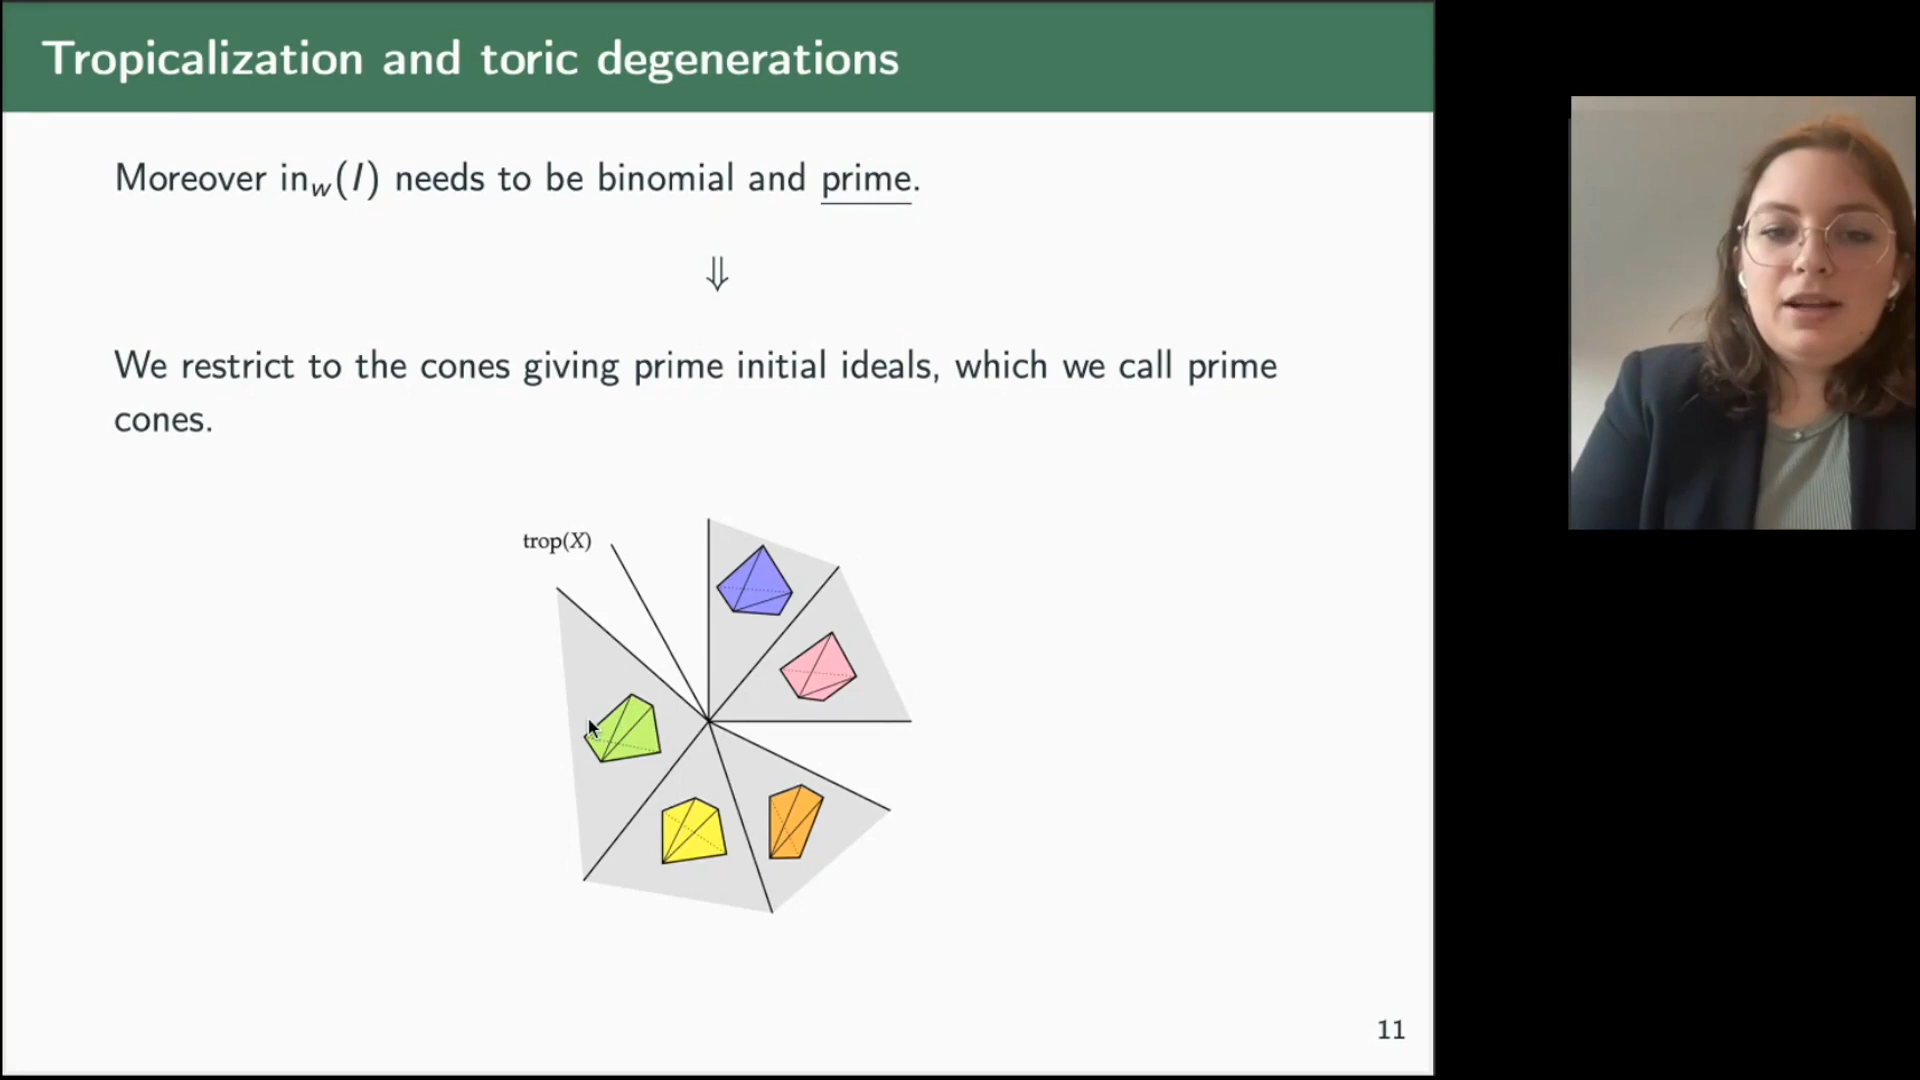 Tropicalization and toric degenerations
Moreover in_w(I) needs to be binomial and prime.
⇓
We restrict to the cones giving prime initial ideals, which we call prime
cones.
trop(X)
11